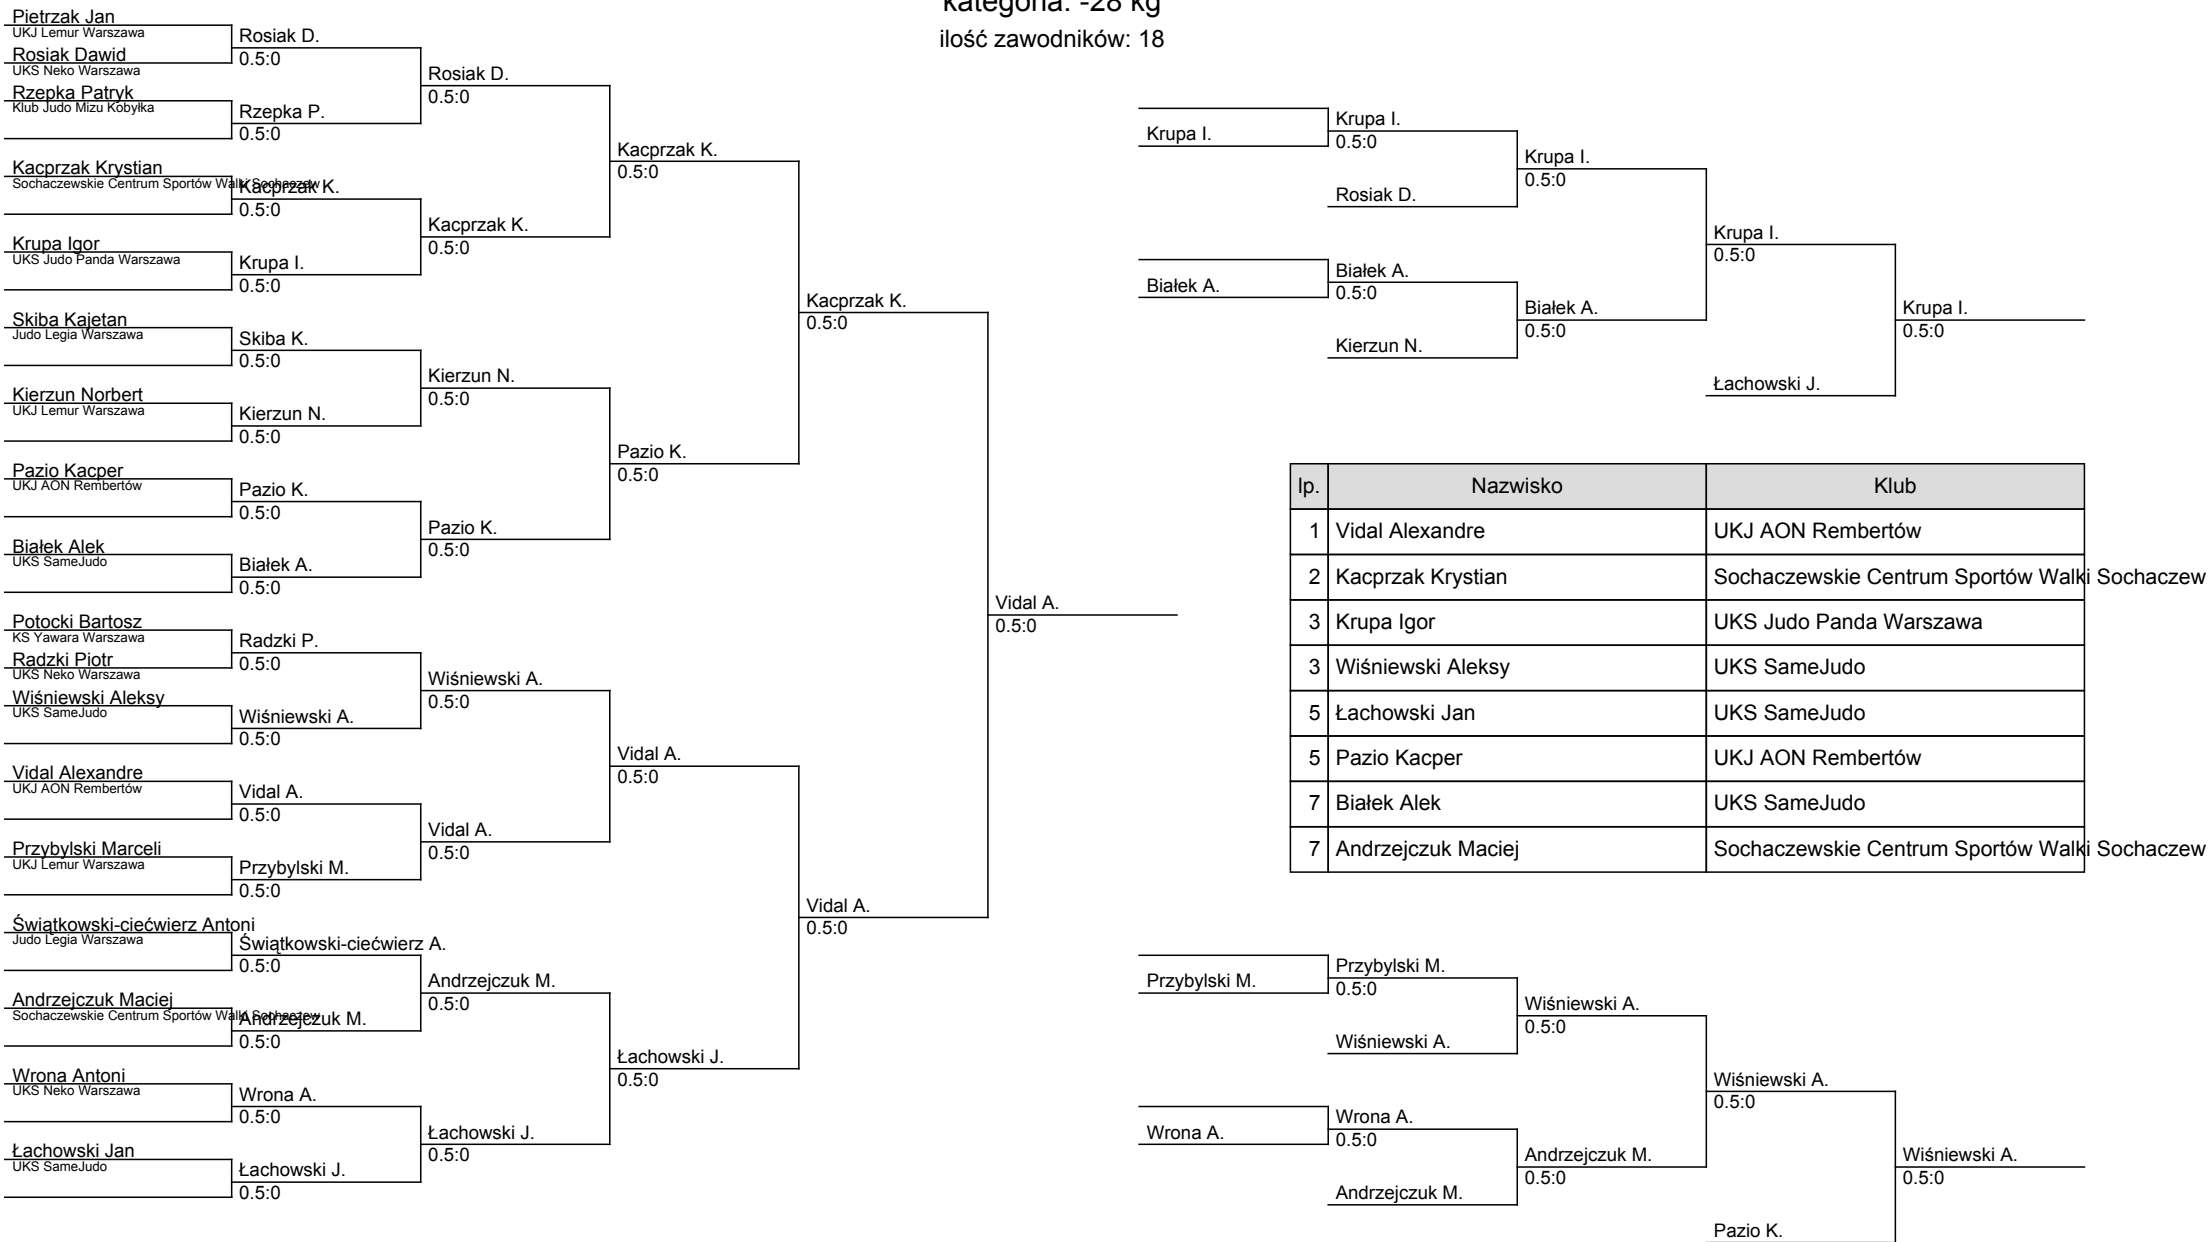 kategoria: -28 kg
ilość zawodników: 18
Pietrzak Jan
UKJ Lemur Warszawa
Rosiak Dawid
UKS Neko Warszawa
Rzepka Patryk
Klub Judo Mizu Kobyłka
Kacprzak Krystian
Sochaczewskie Centrum Sportów Walki Sochaczew
Krupa Igor
UKS Judo Panda Warszawa
Skiba Kajetan
Judo Legia Warszawa
Kierzun Norbert
UKJ Lemur Warszawa
Pazio Kacper
UKJ AON Rembertów
Białek Alek
UKS SameJudo
Potocki Bartosz
KS Yawara Warszawa
Radzki Piotr
UKS Neko Warszawa
Wiśniewski Aleksy
UKS SameJudo
Vidal Alexandre
UKJ AON Rembertów
Przybylski Marceli
UKJ Lemur Warszawa
Świątkowski-ciećwierz Antoni
Judo Legia Warszawa
Andrzejczuk Maciej
Sochaczewskie Centrum Sportów Walki Sochaczew
Wrona Antoni
UKS Neko Warszawa
Łachowski Jan
UKS SameJudo
Rosiak D.
0.5:0
Rzepka P.
0.5:0
Kacprzak K.
0.5:0
Krupa I.
0.5:0
Skiba K.
0.5:0
Kierzun N.
0.5:0
Pazio K.
0.5:0
Białek A.
0.5:0
Radzki P.
0.5:0
Wiśniewski A.
0.5:0
Vidal A.
0.5:0
Przybylski M.
0.5:0
Świątkowski-ciećwierz A.
0.5:0
Andrzejczuk M.
0.5:0
Wrona A.
0.5:0
Łachowski J.
0.5:0
Rosiak D.
0.5:0
Kacprzak K.
0.5:0
Kierzun N.
0.5:0
Pazio K.
0.5:0
Wiśniewski A.
0.5:0
Vidal A.
0.5:0
Andrzejczuk M.
0.5:0
Łachowski J.
0.5:0
Kacprzak K.
0.5:0
Pazio K.
0.5:0
Vidal A.
0.5:0
Łachowski J.
0.5:0
Kacprzak K.
0.5:0
Vidal A.
0.5:0
Vidal A.
0.5:0
Krupa I.
Białek A.
Krupa I.
0.5:0
Rosiak D.
Białek A.
0.5:0
Kierzun N.
Krupa I.
0.5:0
Białek A.
0.5:0
Krupa I.
0.5:0
Łachowski J.
Krupa I.
0.5:0
lp. Nazwisko Klub
1 Vidal Alexandre UKJ AON Rembertów
2 Kacprzak Krystian Sochaczewskie Centrum Sportów Walki Sochaczew
3 Krupa Igor UKS Judo Panda Warszawa
3 Wiśniewski Aleksy UKS SameJudo
5 Łachowski Jan UKS SameJudo
5 Pazio Kacper UKJ AON Rembertów
7 Białek Alek UKS SameJudo
7 Andrzejczuk Maciej Sochaczewskie Centrum Sportów Walki Sochaczew
Przybylski M.
Wrona A.
Przybylski M.
0.5:0
Wiśniewski A.
Wrona A.
0.5:0
Andrzejczuk M.
Wiśniewski A.
0.5:0
Andrzejczuk M.
0.5:0
Wiśniewski A.
0.5:0
Pazio K.
Wiśniewski A.
0.5:0